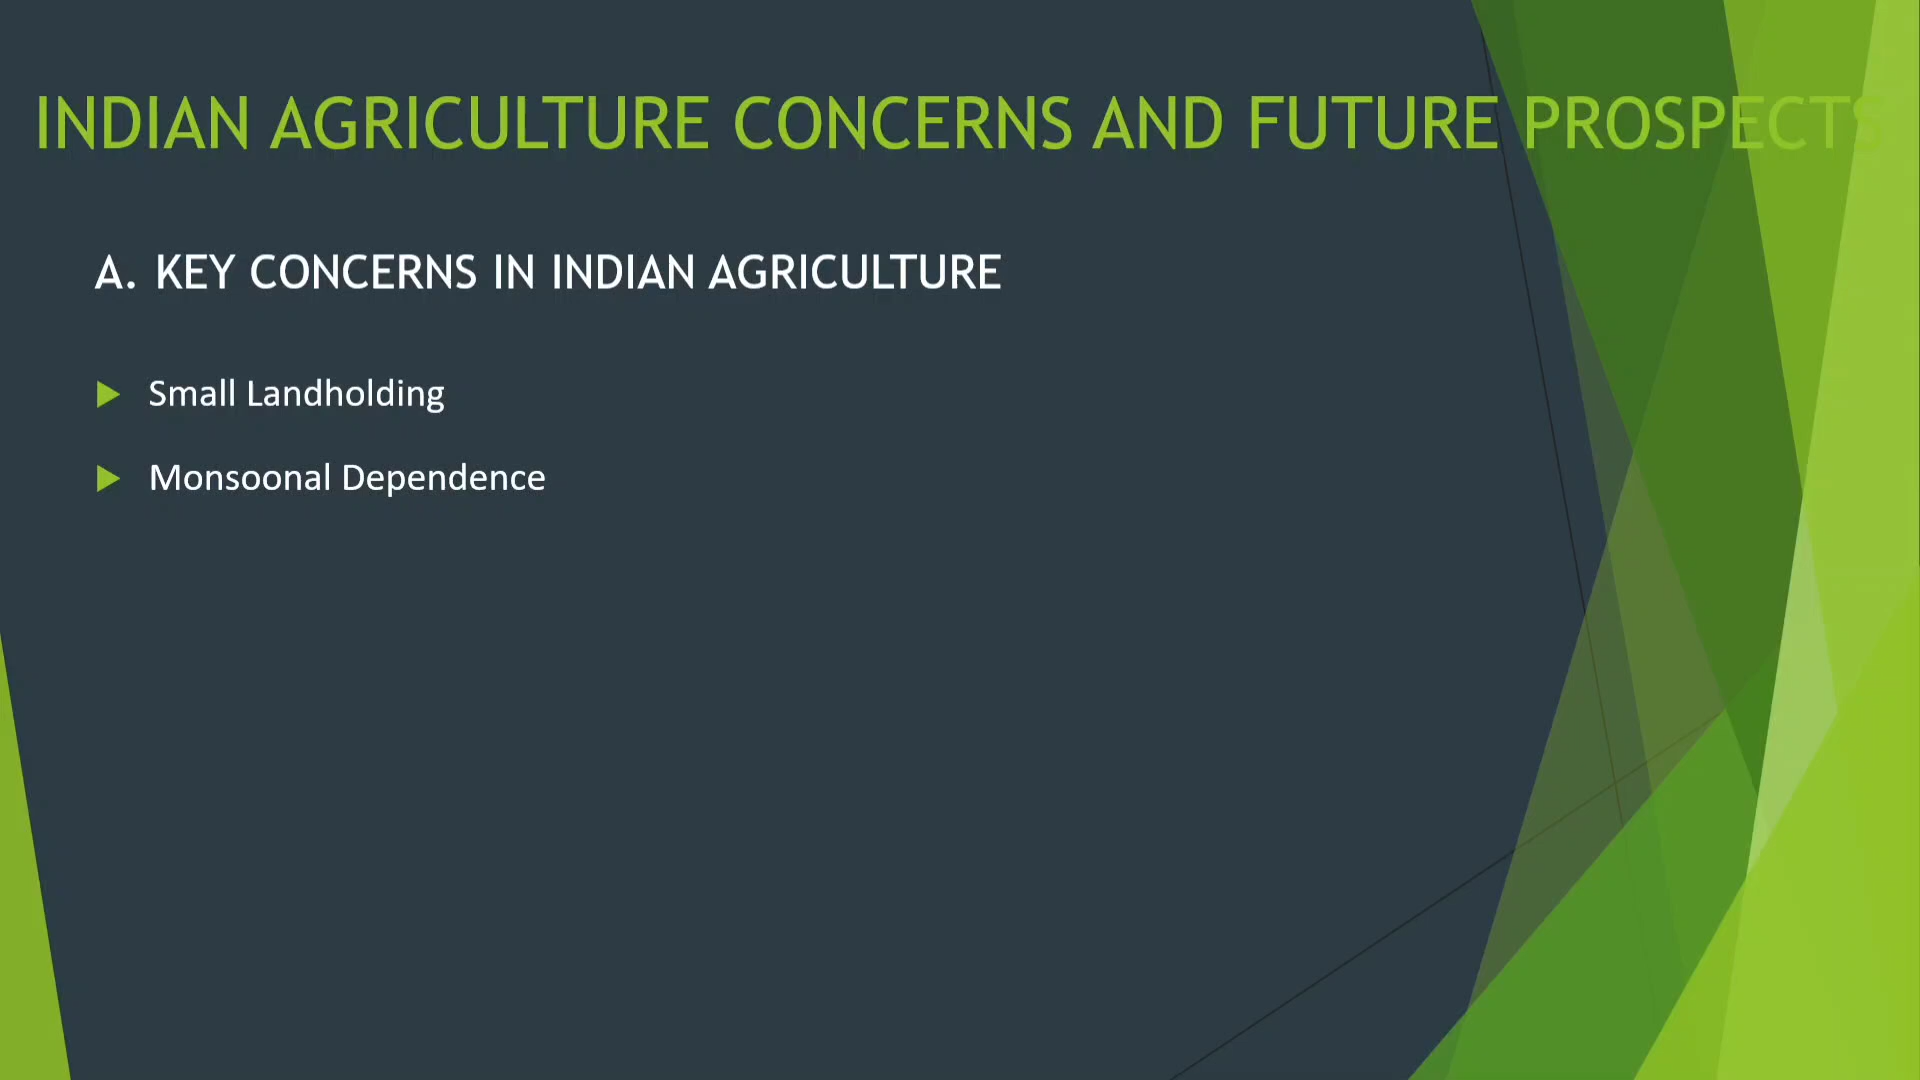 INDIAN AGRICULTURE CONCERNS AND FUTURE PROSPECTS
A. KEY CONCERNS IN INDIAN AGRICULTURE
Small Landholding
Monsoonal Dependence